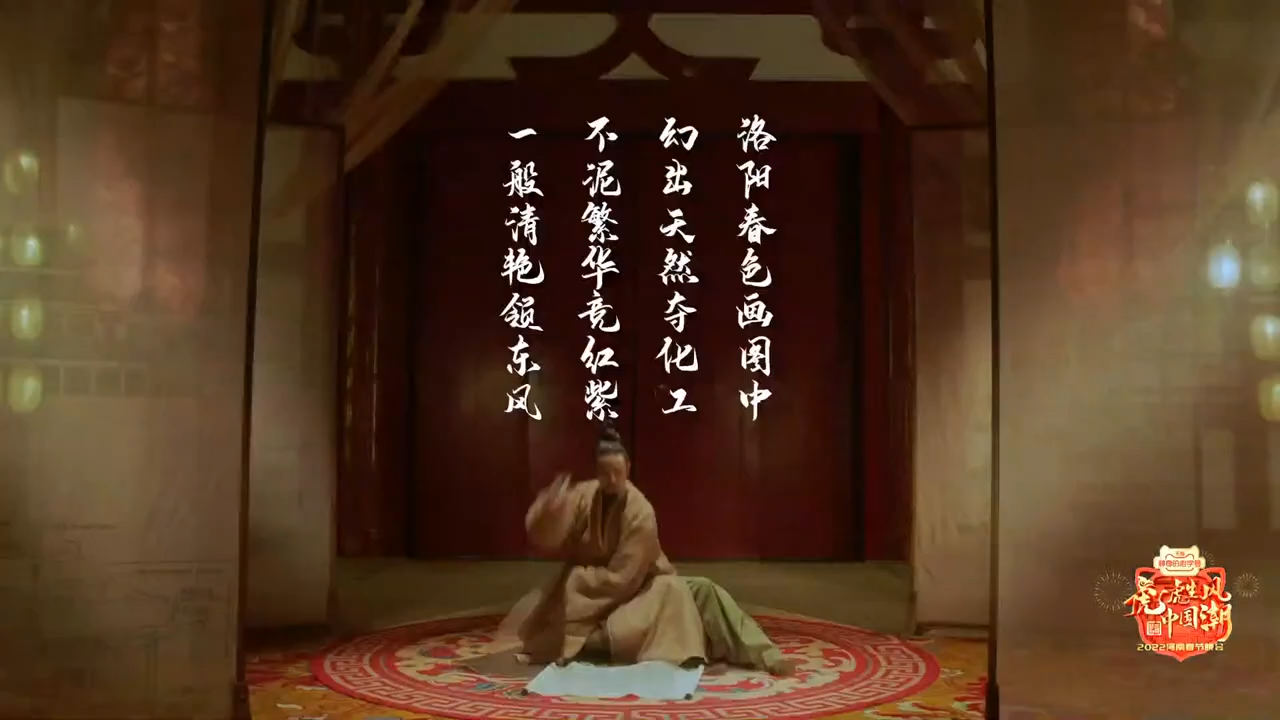 洛阳春色画图中
幻出天然夺化工
不泥繁华竞红紫
一般清艳锁东风
虎虎生风
中国潮
2022河南春节晚会